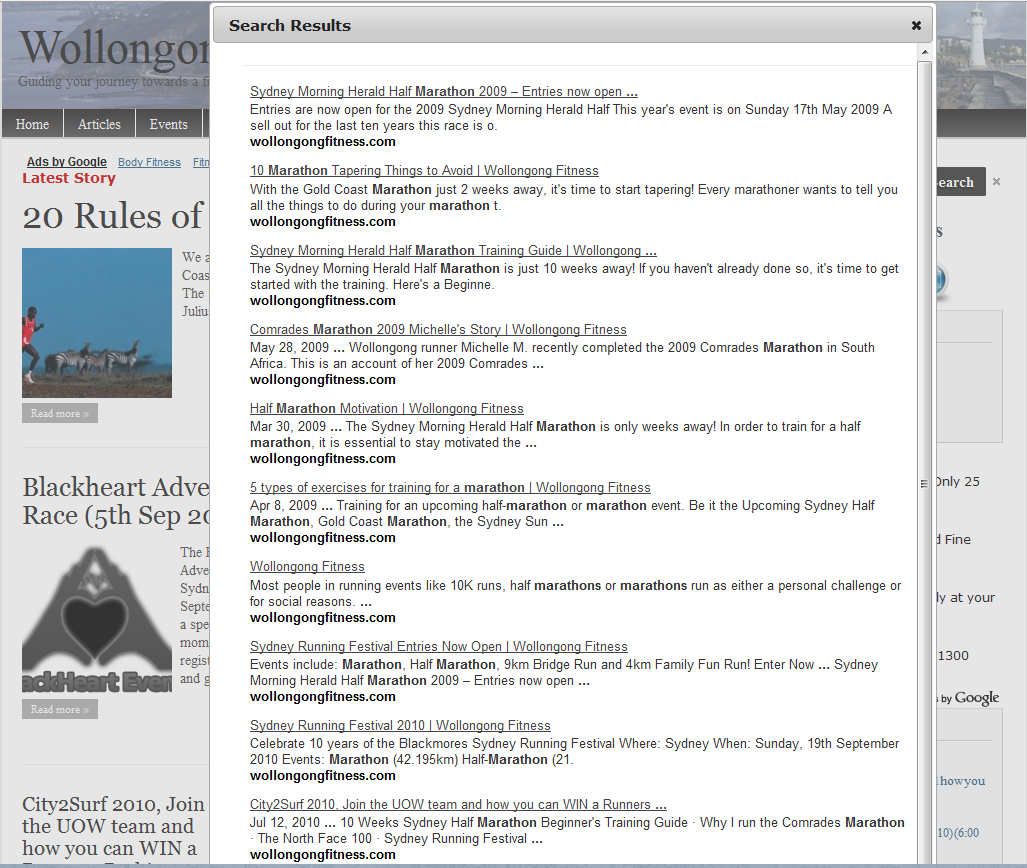 Wollongon
Guiding your journey towards a fi
Home Articles Events
Ads by Google Body Fitness Fitn
Latest Story
20 Rules of
We a
Coas
The
Juliu
Read more »
Blackheart Adve
Race (5th Sep 20
The B
Adve
Sydn
Septe
a spe
mom
regist
and g
ackHeart Even
Read more »
City2Surf 2010, Join
the UOW team and
how you can WIN a
Search Results
Sydney Morning Herald Half Marathon 2009 – Entries now open ...
Entries are now open for the 2009 Sydney Morning Herald Half This year's event is on Sunday 17th May 2009 A
sell out for the last ten years this race is o.
wollongongfitness.com
10 Marathon Tapering Things to Avoid | Wollongong Fitness
With the Gold Coast Marathon just 2 weeks away, it's time to start tapering! Every marathoner wants to tell you
all the things to do during your marathon t.
wollongongfitness.com
Sydney Morning Herald Half Marathon Training Guide | Wollongong ...
The Sydney Morning Herald Half Marathon is just 10 weeks away! If you haven't already done so, it's time to get
started with the training. Here's a Beginne.
wollongongfitness.com
Comrades Marathon 2009 Michelle's Story | Wollongong Fitness
May 28, 2009 ... Wollongong runner Michelle M. recently completed the 2009 Comrades Marathon in South
Africa. This is an account of her 2009 Comrades ...
wollongongfitness.com
Half Marathon Motivation | Wollongong Fitness
Mar 30, 2009 ... The Sydney Morning Herald Half Marathon is only weeks away! In order to train for a half
marathon, it is essential to stay motivated the ...
wollongongfitness.com
5 types of exercises for training for a marathon | Wollongong Fitness
Apr 8, 2009 ... Training for an upcoming half-marathon or marathon event. Be it the Upcoming Sydney Half
Marathon, Gold Coast Marathon, the Sydney Sun ...
wollongongfitness.com
Wollongong Fitness
Most people in running events like 10K runs, half marathons or marathons run as either a personal challenge or
for social reasons. ...
wollongongfitness.com
Sydney Running Festival Entries Now Open | Wollongong Fitness
Events include: Marathon, Half Marathon, 9km Bridge Run and 4km Family Fun Run! Enter Now ... Sydney
Morning Herald Half Marathon 2009 – Entries now open ...
wollongongfitness.com
Sydney Running Festival 2010 | Wollongong Fitness
Celebrate 10 years of the Blackmores Sydney Running Festival Where: Sydney When: Sunday, 19th September
2010 Events: Marathon (42.195km) Half-Marathon (21.
wollongongfitness.com
City2Surf 2010, Join the UOW team and how you can WIN a Runners ...
Jul 12, 2010 ... 10 Weeks Sydney Half Marathon Beginner's Training Guide · Why I run the Comrades Marathon
· The North Face 100 · Sydney Running Festival ...
wollongongfitness.com
earch
s
Only 25
d Fine
ly at your
1300
s by Google
howyou
10)(6:00